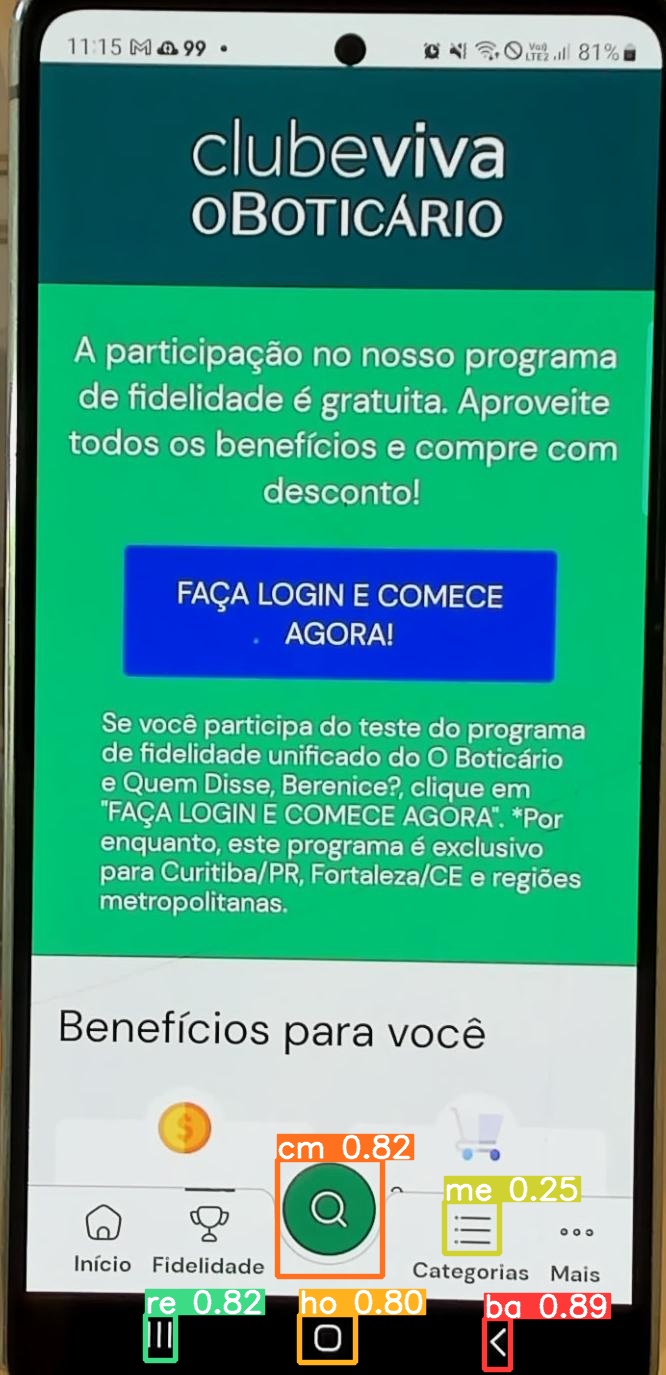 11:15 M 99 •
Vo)) LTE2 81%
clubeviva
OBOTICÁRIO
A participação no nosso programa
de fidelidade é gratuita. Aproveite
todos os benefícios e compre com
desconto!
FAÇA LOGIN E COMECE
AGORA!
Se você participa do teste do programa
de fidelidade unificado do O Boticário
e Quem Disse, Berenice?, clique em
"FAÇA LOGIN E COMECE AGORA". *Por
enquanto, este programa é exclusivo
para Curitiba/PR, Fortaleza/CE e regiões
metropolitanas.
Benefícios para você
cm 0.82
me 0.25
Início Fidelidade Categorias Mais
re 0.82 ho 0.80 ba 0.89